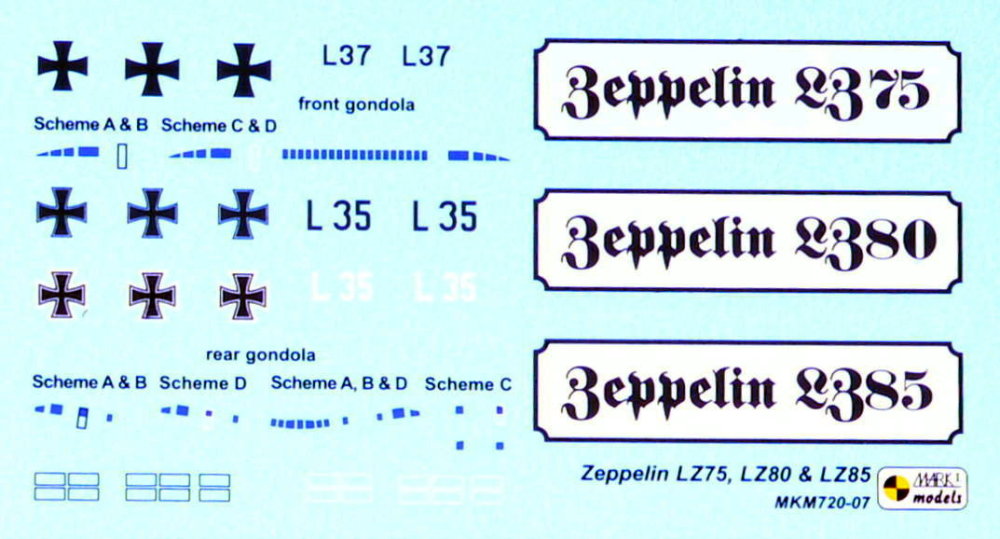 L37 L37
front gondola
Scheme A & B Scheme C & D
L 35 L 35
L 35 L 35
rear gondola
Scheme A & B Scheme D Scheme A, B & D Scheme C
Zeppelin LZ75
Zeppelin LZ80
Zeppelin LZ85
Zeppelin LZ75, LZ80 & LZ85
MKM720-07
MARK I
models